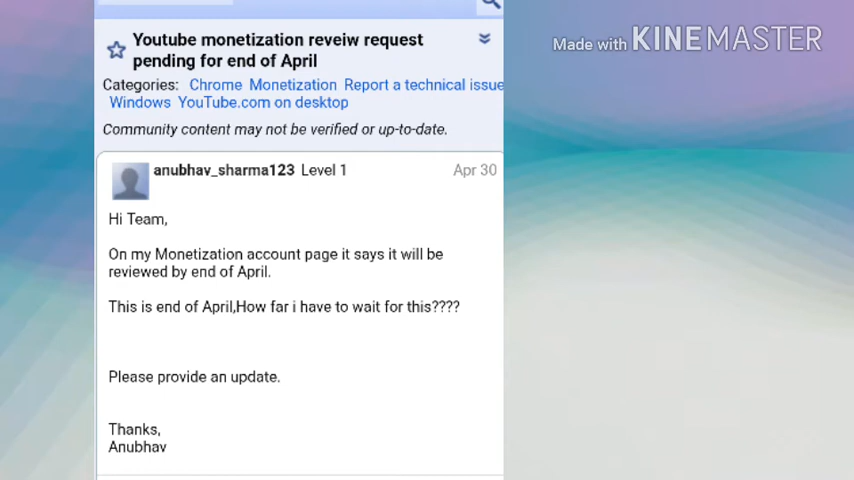 Youtube monetization reveiw request
pending for end of April
Categories: Chrome Monetization Report a technical issue
Windows YouTube.com on desktop
Community content may not be verified or up-to-date.
anubhav_sharma123 Level 1 Apr 30
Hi Team,
On my Monetization account page it says it will be
reviewed by end of April.
This is end of April,How far i have to wait for this????
Please provide an update.
Thanks,
Anubhav
Made with KINEMASTER